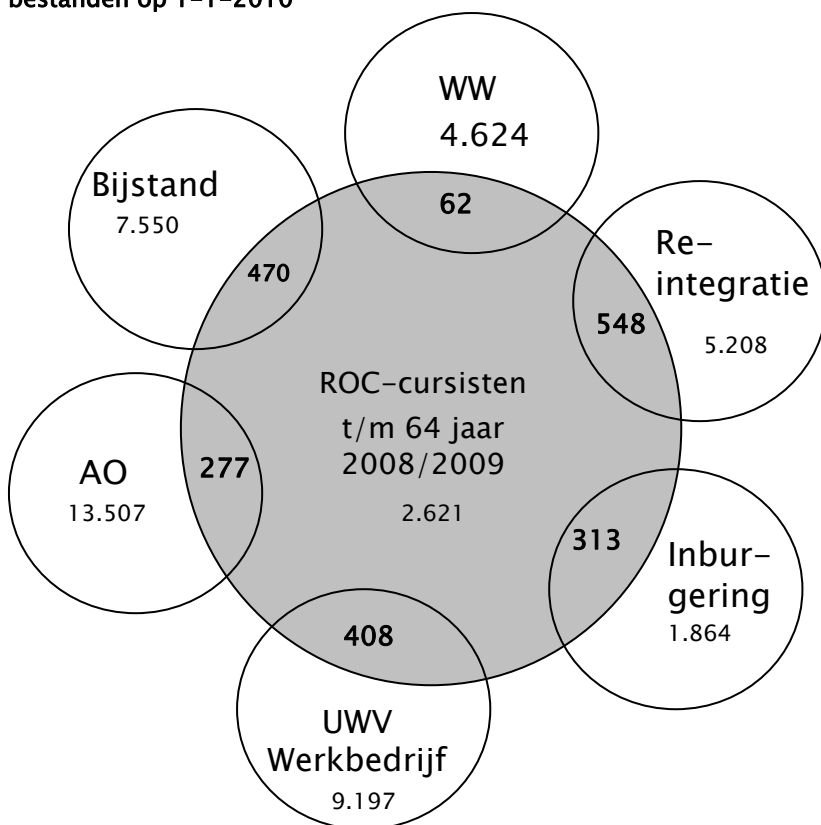 bestanden op 1-1-2010
WW
4.624
62
Bijstand
7.550
470
Re-
integratie
5.208
548
ROC-cursisten
t/m 64 jaar
2008/2009
2.621
AO
13.507
277
313
Inbur-
gering
1.864
408
UWV
Werkbedrijf
9.197